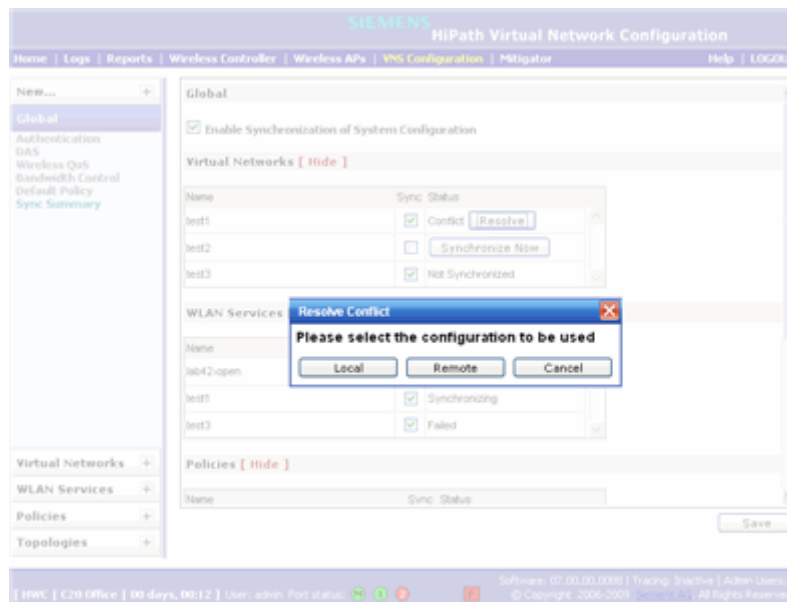 SIEMENS
HiPath Virtual Network Configuration
Home | Logs | Reports | Wireless Controller | Wireless APs | VNS Configuration | Mitigator Help | LOGOU
New... +
Global
Authentication
DAS
Wireless QoS
Bandwidth Control
Default Policy
Sync Summary
Virtual Networks +
WLAN Services +
Policies +
Topologies +
Global
Enable Synchronization of System Configuration
Virtual Networks [ Hide ]
Name Sync Status
test1 Conflict Resolve
test2 Synchronize Now
test3 Not Synchronized
WLAN Services
Name
lab42-open
test1 Synchronizing
test3 Failed
Policies [ Hide ]
Name Sync Status
Save
Resolve Conflict
Please select the configuration to be used
Local Remote Cancel
[ HWC | C20 Office | 00 days, 00:12 ] User: admin Port status: M
Software: 07.00.00.0088 | Tracing: Inactive | Admin Users:
© Copyright 2006-2009 Siemens AG. All Rights Reserve